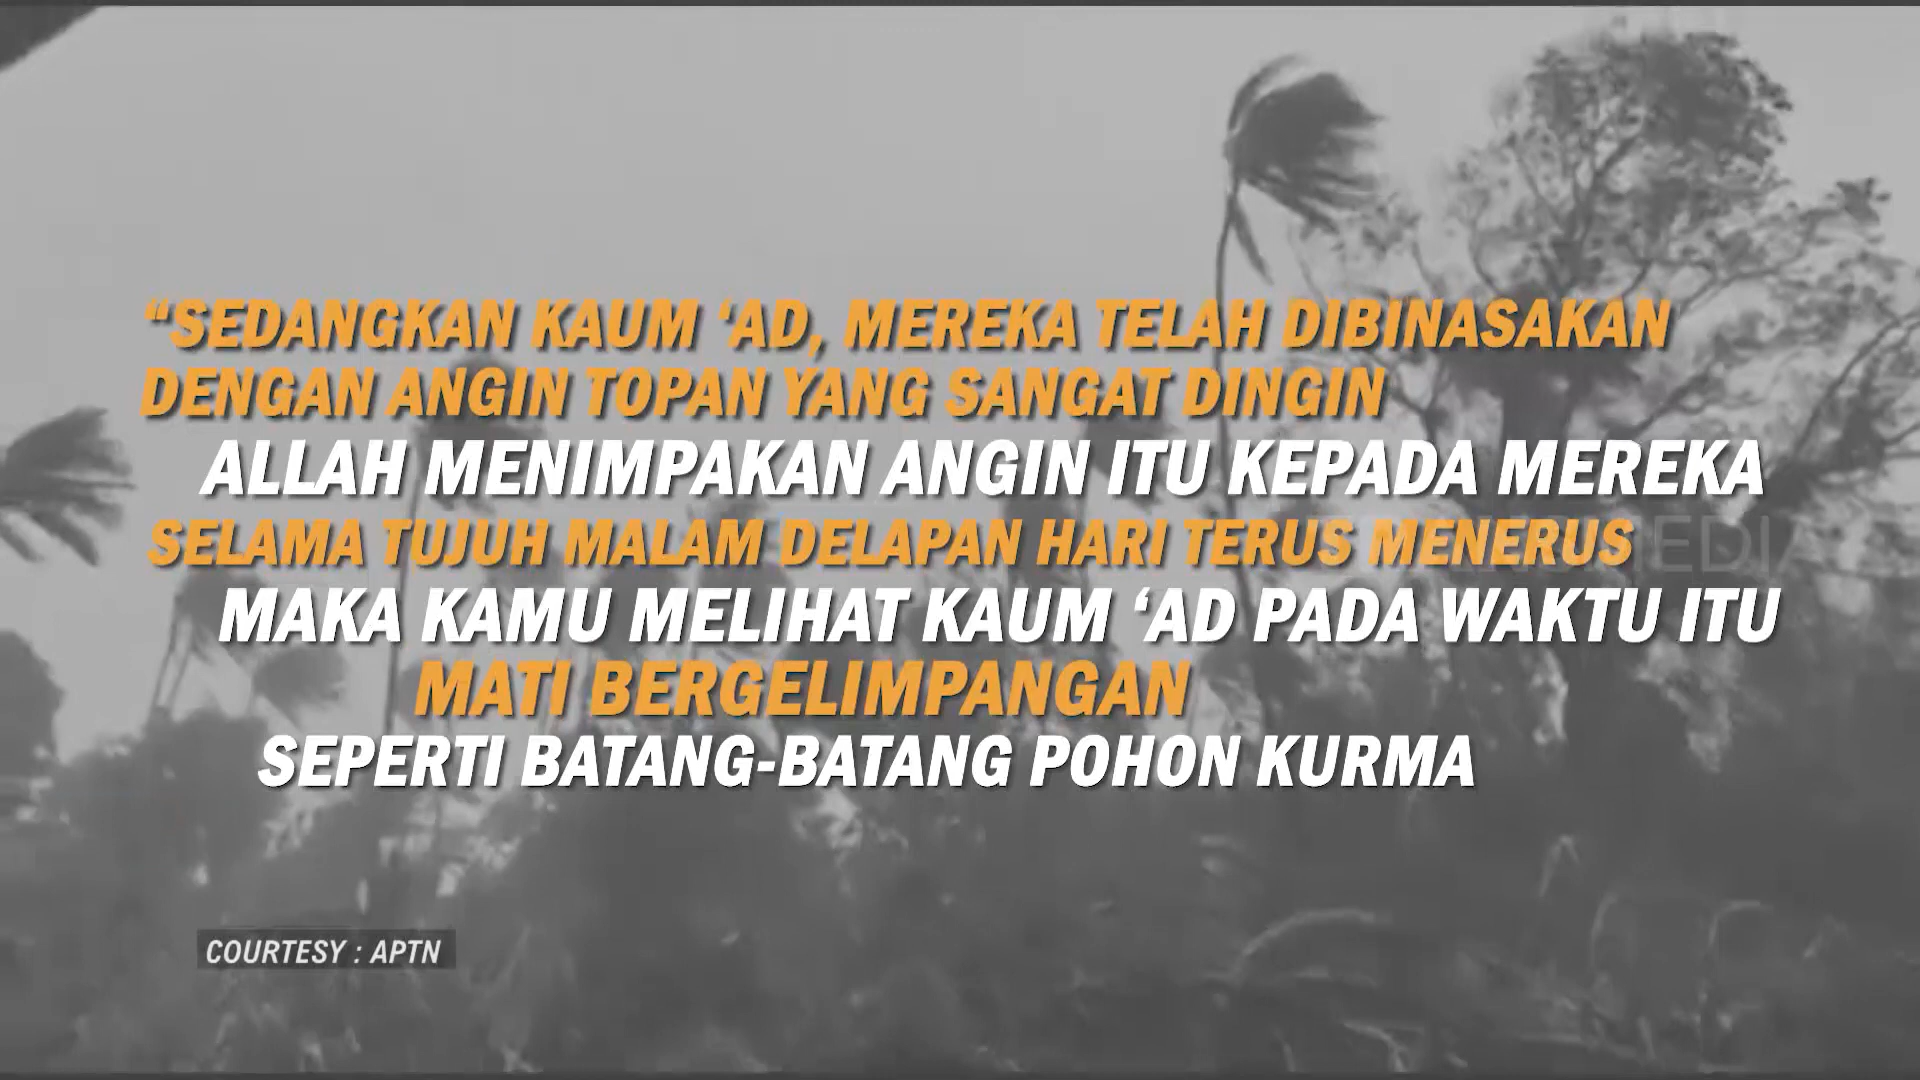 “SEDANGKAN KAUM ‘AD, MEREKA TELAH DIBINASAKAN
DENGAN ANGIN TOPAN YANG SANGAT DINGIN
ALLAH MENIMPAKAN ANGIN ITU KEPADA MEREKA
SELAMA TUJUH MALAM DELAPAN HARI TERUS MENERUS
MAKA KAMU MELIHAT KAUM ‘AD PADA WAKTU ITU
MATI BERGELIMPANGAN
SEPERTI BATANG-BATANG POHON KURMA
COURTESY : APTN